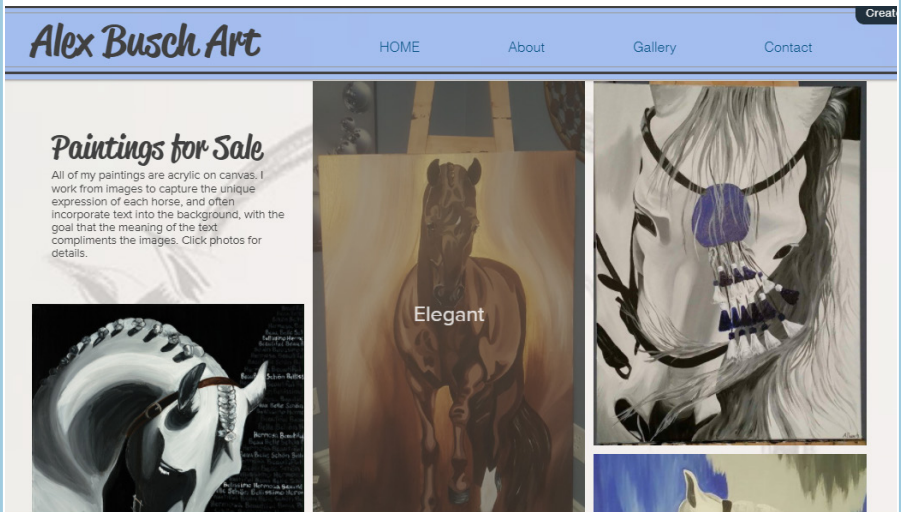 Create
Alex Busch Art
HOME
About
Gallery
Contact
Paintings for Sale
All of my paintings are acrylic on canvas. I
work from images to capture the unique
expression of each horse, and often
incorporate text into the background, with the
goal that the meaning of the text
compliments the images. Click photos for
details.
Elegant